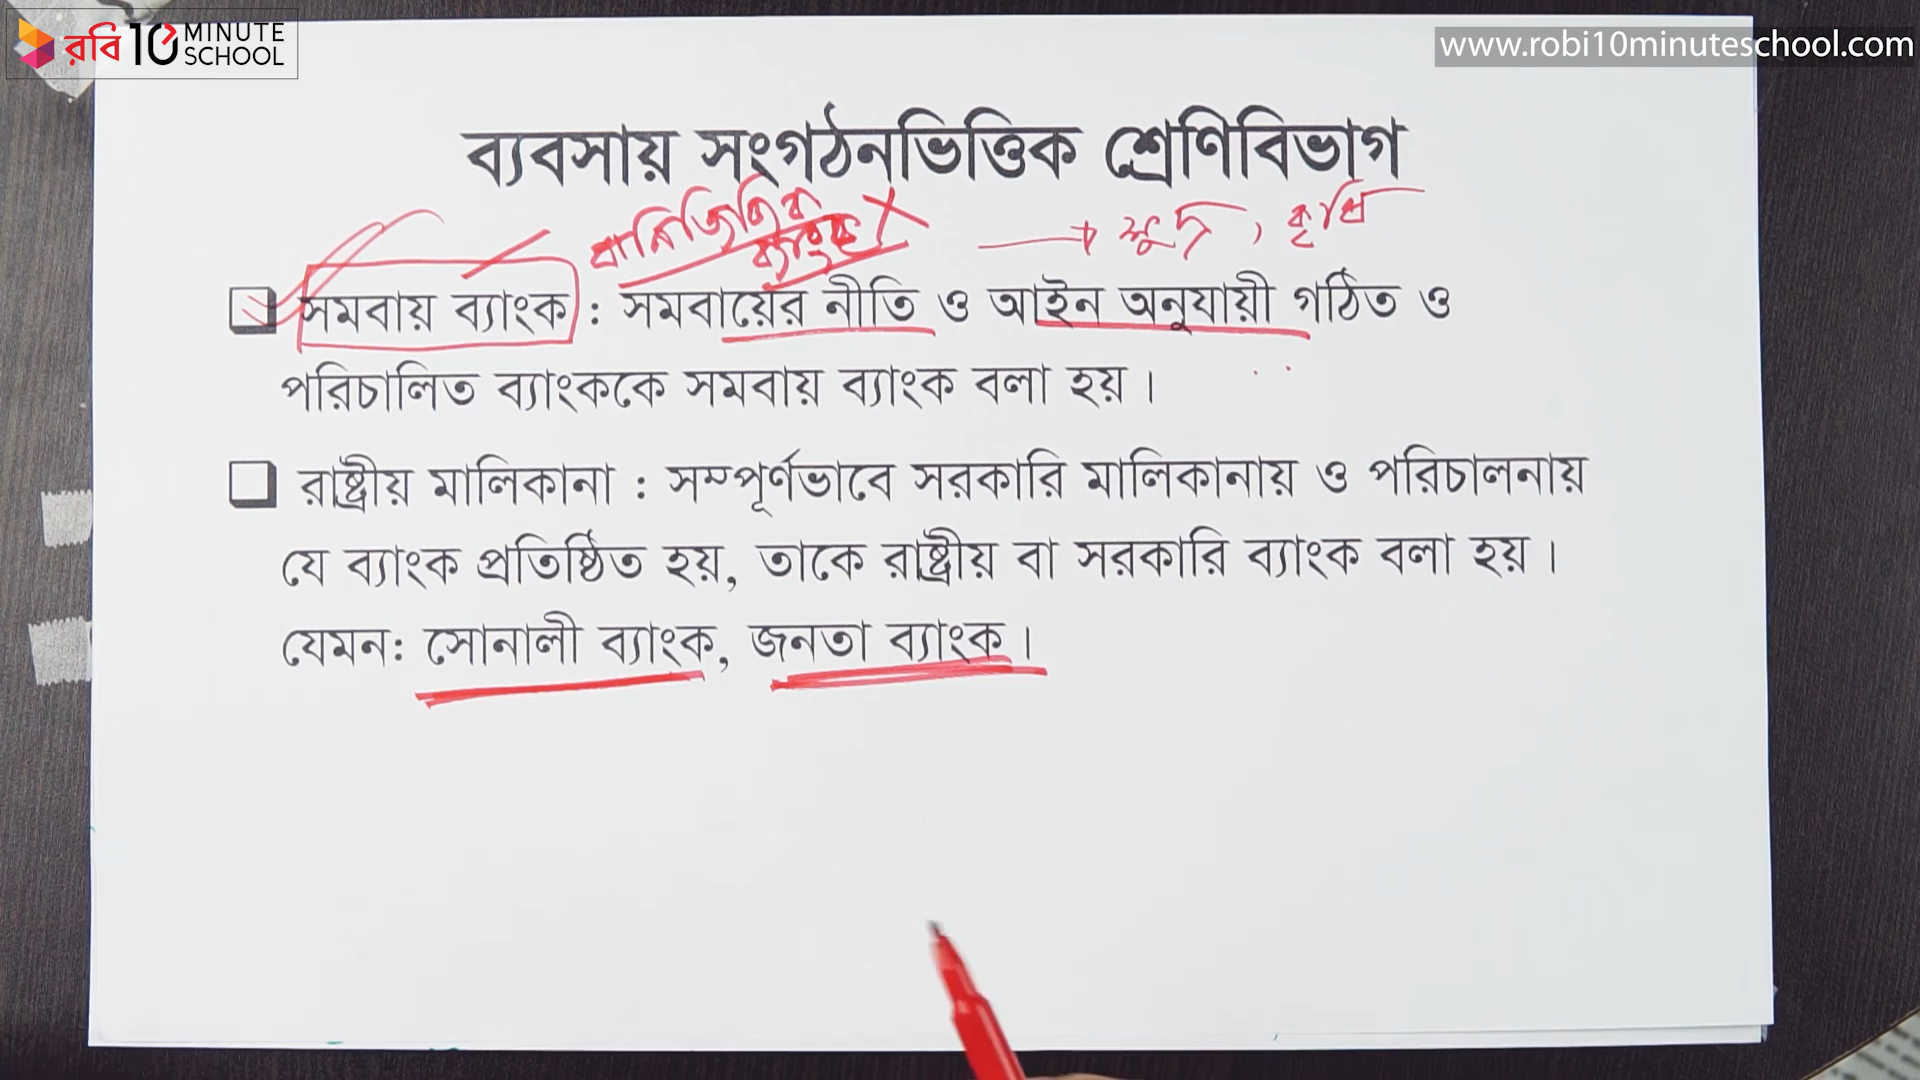 রবি 10 MINUTE SCHOOL
www.robi10minuteschool.com
ব্যবসায় সংগঠনভিত্তিক শ্রেণিবিভাগ
ব্যাংক X → ক্ষুদ্র, কৃষি
সমবায় ব্যাংক : সমবায়ের নীতি ও আইন অনুযায়ী গঠিত ও
পরিচালিত ব্যাংককে সমবায় ব্যাংক বলা হয়।
রাষ্ট্রীয় মালিকানা : সম্পূর্ণভাবে সরকারি মালিকানায় ও পরিচালনায়
যে ব্যাংক প্রতিষ্ঠিত হয়, তাকে রাষ্ট্রীয় বা সরকারি ব্যাংক বলা হয়।
যেমন: সোনালী ব্যাংক, জনতা ব্যাংক।